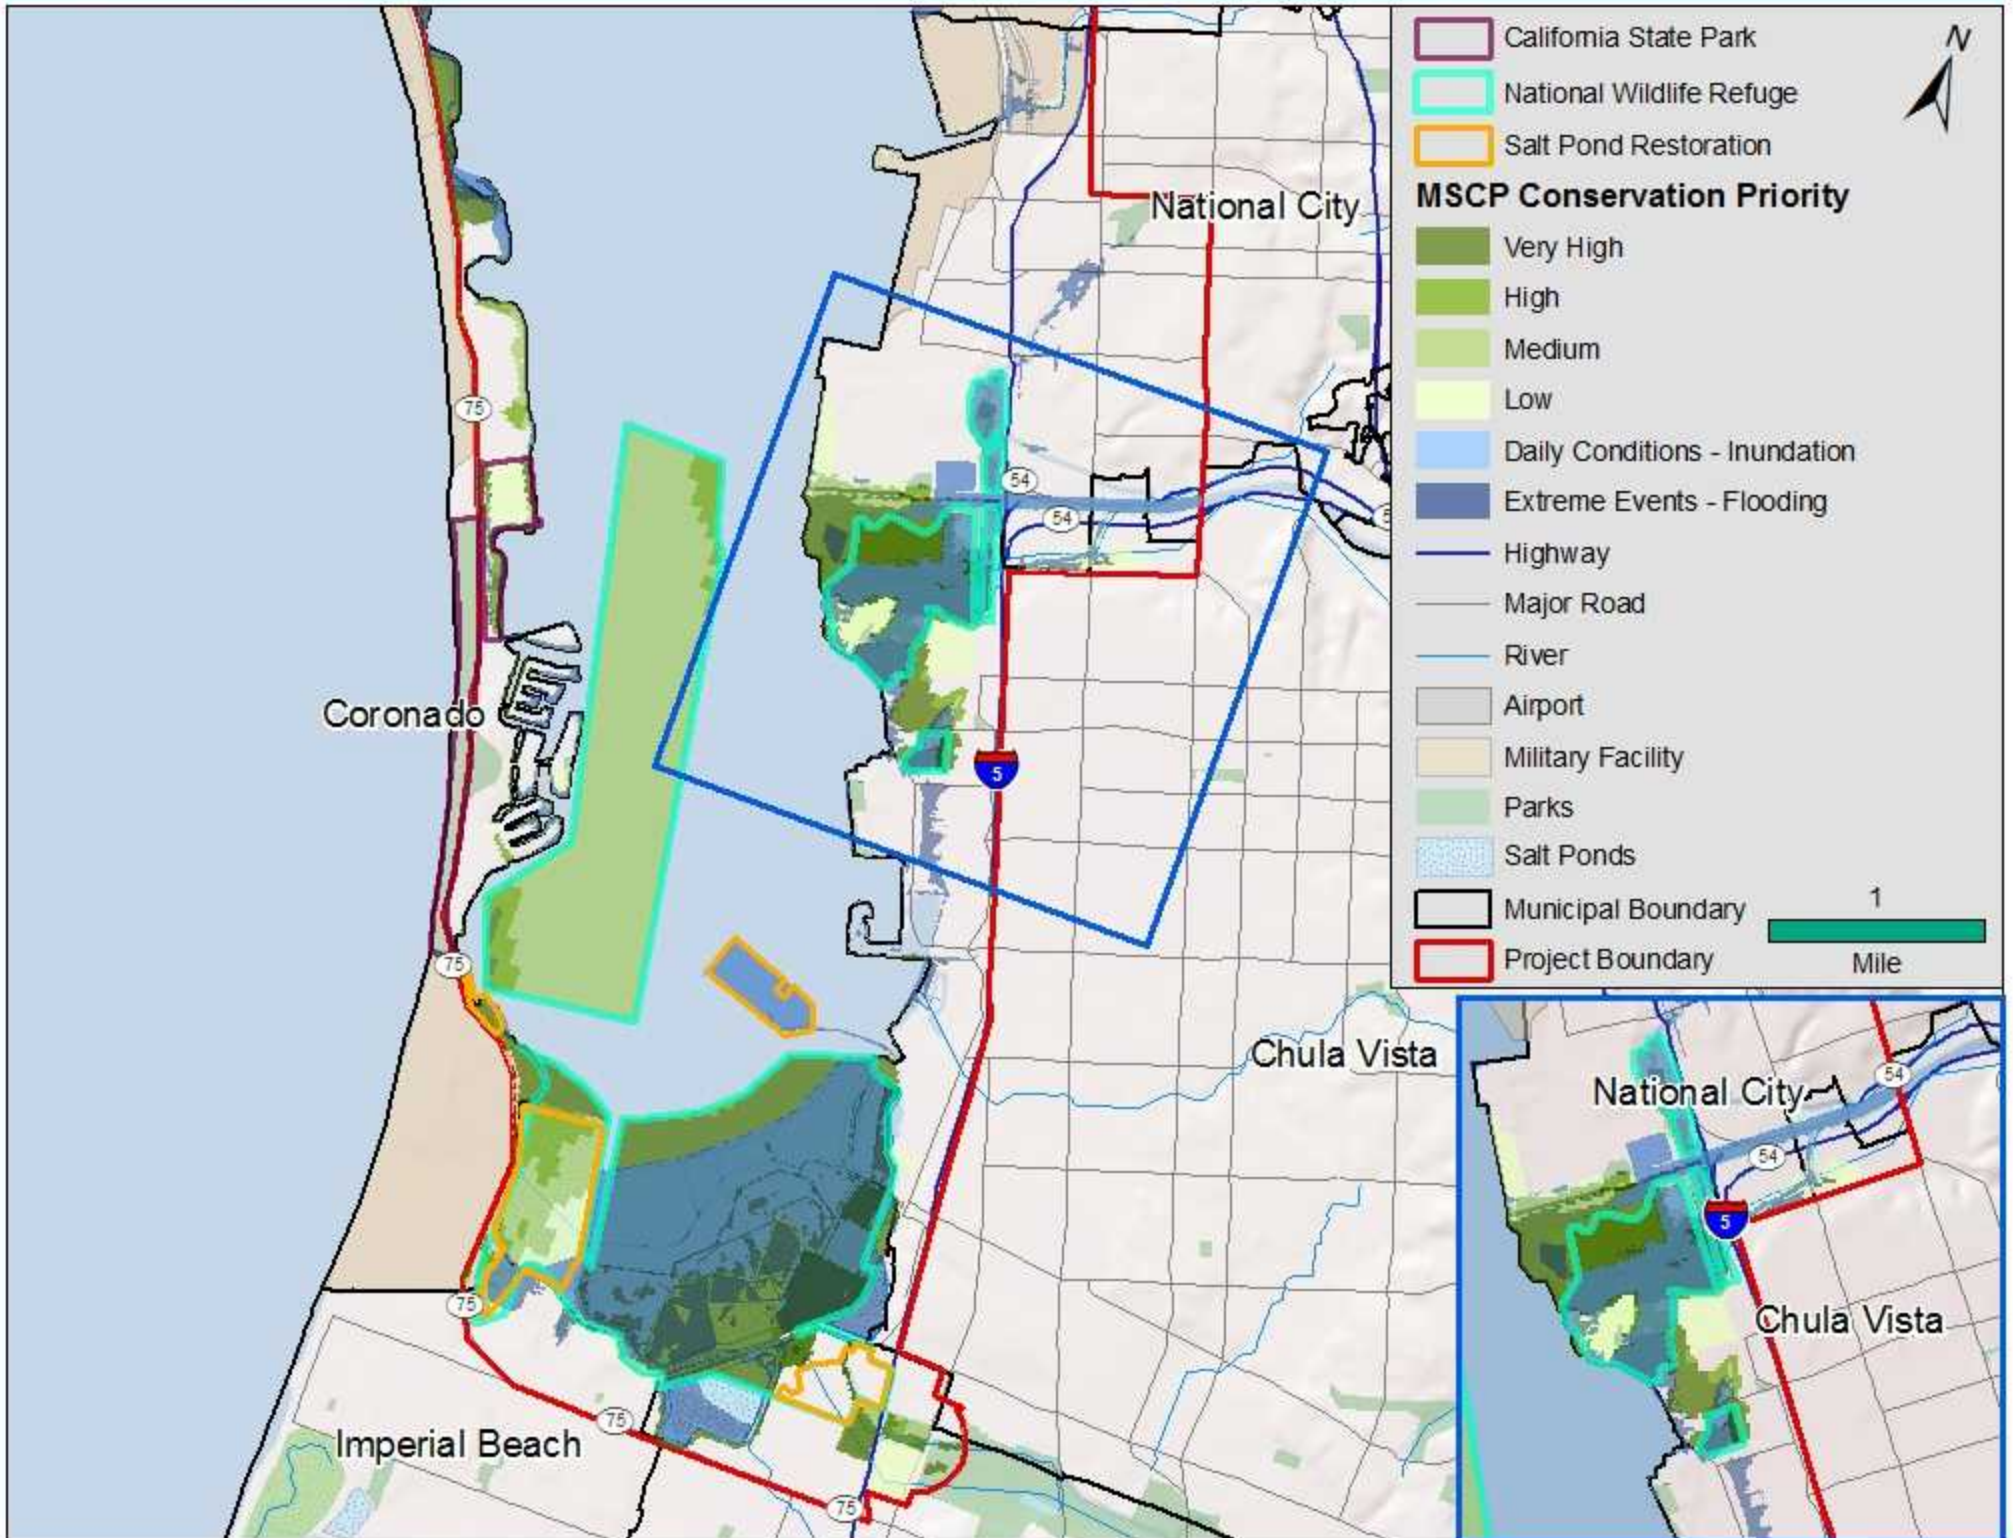 California State Park
N
National Wildlife Refuge
Salt Pond Restoration
MSCP Conservation Priority
Very High
High
Medium
Low
Daily Conditions - Inundation
Extreme Events - Flooding
Highway
Major Road
River
Airport
Military Facility
Parks
Salt Ponds
Municipal Boundary
1
Mile
Project Boundary
National City
75
54
54
5
Coronado
5
75
Chula Vista
75
Imperial Beach
75
75
National City
54
54
5
Chula Vista